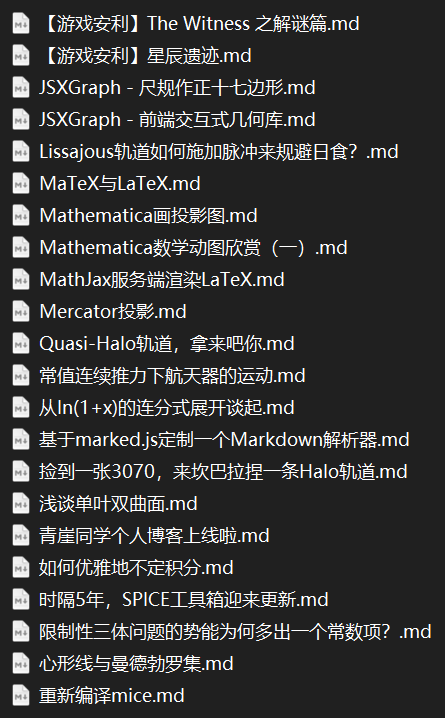 【游戏安利】The Witness 之解谜篇.md
【游戏安利】星辰遗迹.md
JSXGraph - 尺规作正十七边形.md
JSXGraph - 前端交互式几何库.md
Lissajous轨道如何施加脉冲来规避日食？.md
MaTeX与LaTeX.md
Mathematica画投影图.md
Mathematica数学动图欣赏（一）.md
MathJax服务端渲染LaTeX.md
Mercator投影.md
Quasi-Halo轨道，拿来吧你.md
常值连续推力下航天器的运动.md
从ln(1+x)的连分式展开谈起.md
基于marked.js定制一个Markdown解析器.md
捡到一张3070，来坎巴拉捏一条Halo轨道.md
浅谈单叶双曲面.md
青崖同学个人博客上线啦.md
如何优雅地不定积分.md
时隔5年，SPICE工具箱迎来更新.md
限制性三体问题的势能为何多出一个常数项？.md
心形线与曼德勃罗集.md
重新编译mice.md